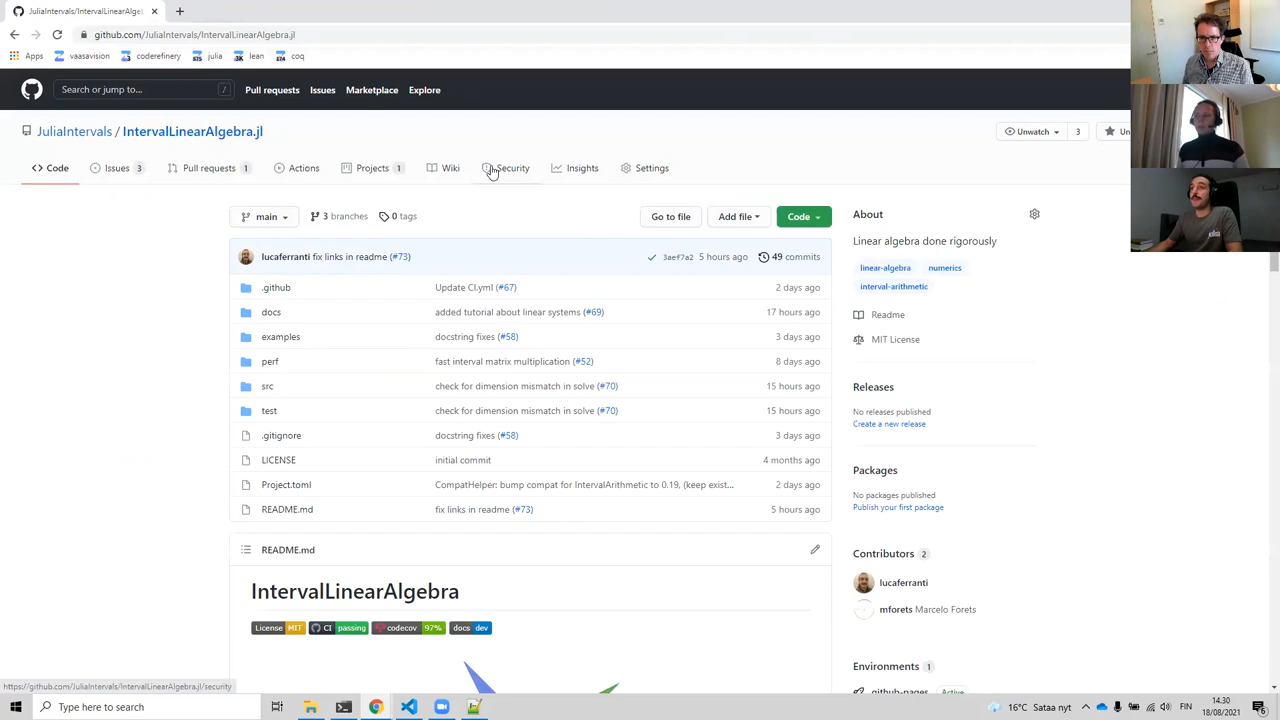 JuliaIntervals/IntervalLinearAlgeb
github.com/JuliaIntervals/IntervalLinearAlgebra.jl
Apps vaasavision coderefinery julia lean coq
Search or jump to... / Pull requests Issues Marketplace Explore
JuliaIntervals / IntervalLinearAlgebra.jl
Unwatch 3 Un
Code Issues 3 Pull requests 1 Actions Projects 1 Wiki Security Insights Settings
main 3 branches 0 tags Go to file Add file Code
lucaferranti fix links in readme (#73) 3aef7a2 5 hours ago 49 commits
.github Update CI.yml (#67) 2 days ago
docs added tutorial about linear systems (#69) 17 hours ago
examples docstring fixes (#58) 3 days ago
perf fast interval matrix multiplication (#52) 8 days ago
src check for dimension mismatch in solve (#70) 15 hours ago
test check for dimension mismatch in solve (#70) 15 hours ago
.gitignore docstring fixes (#58) 3 days ago
LICENSE initial commit 4 months ago
Project.toml CompatHelper: bump compat for IntervalArithmetic to 0.19, (keep exist... 2 days ago
README.md fix links in readme (#73) 5 hours ago
README.md
IntervalLinearAlgebra
License MIT CI passing codecov 97% docs dev
About
Linear algebra done rigorously
linear-algebra numerics
interval-arithmetic
Readme
MIT License
Releases
No releases published
Create a new release
Packages
No packages published
Publish your first package
Contributors 2
lucaferranti
mforets Marcelo Forets
Environments 1
github-pages Active
https://github.com/JuliaIntervals/IntervalLinearAlgebra.jl/security
Type here to search
16°C Sataa nyt FIN
14.30
18/08/2021